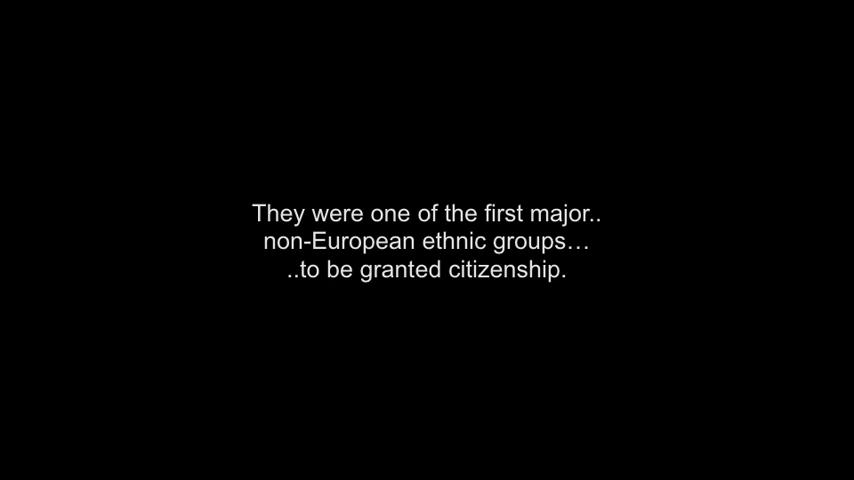 They were one of the first major..
non-European ethnic groups…
..to be granted citizenship.